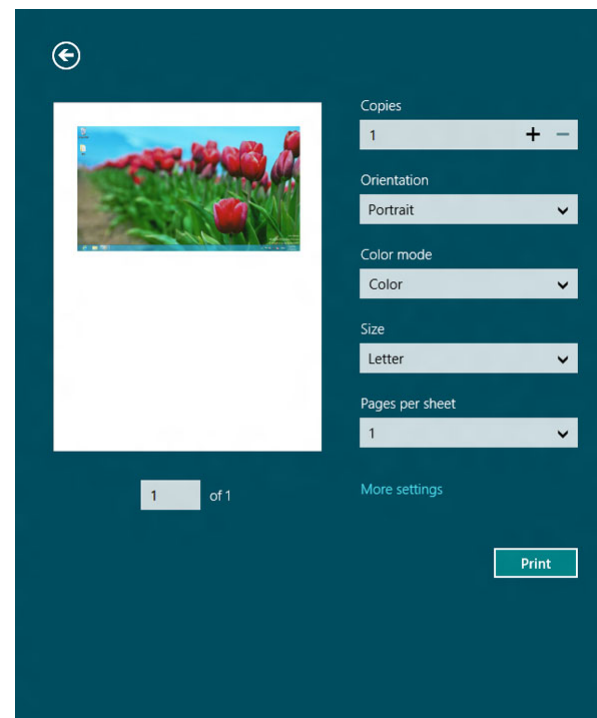 Copies
1
Orientation
Portrait
Color mode
Color
Size
Letter
Pages per sheet
1
More settings
1 of 1
Print